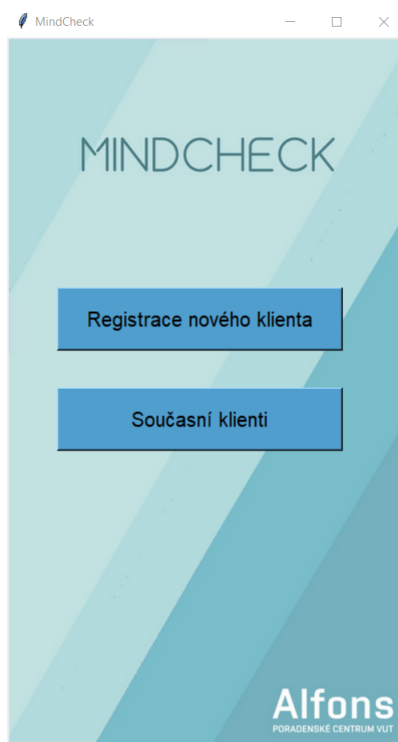 MindCheck
MINDCHECK
Registrace nového klienta
Současní klienti
Alfons
PORADENSKÉ CENTRUM VUT